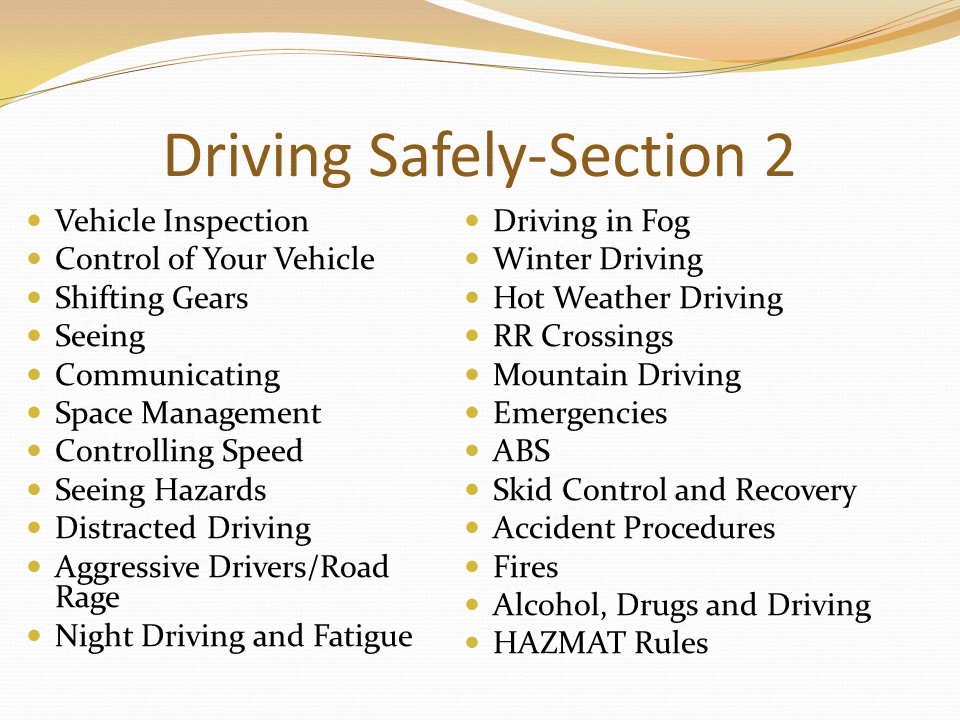 Driving Safely-Section 2
Vehicle Inspection
Control of Your Vehicle
Shifting Gears
Seeing
Communicating
Space Management
Controlling Speed
Seeing Hazards
Distracted Driving
Aggressive Drivers/Road
Rage
Night Driving and Fatigue
Driving in Fog
Winter Driving
Hot Weather Driving
RR Crossings
Mountain Driving
Emergencies
ABS
Skid Control and Recovery
Accident Procedures
Fires
Alcohol, Drugs and Driving
HAZMAT Rules